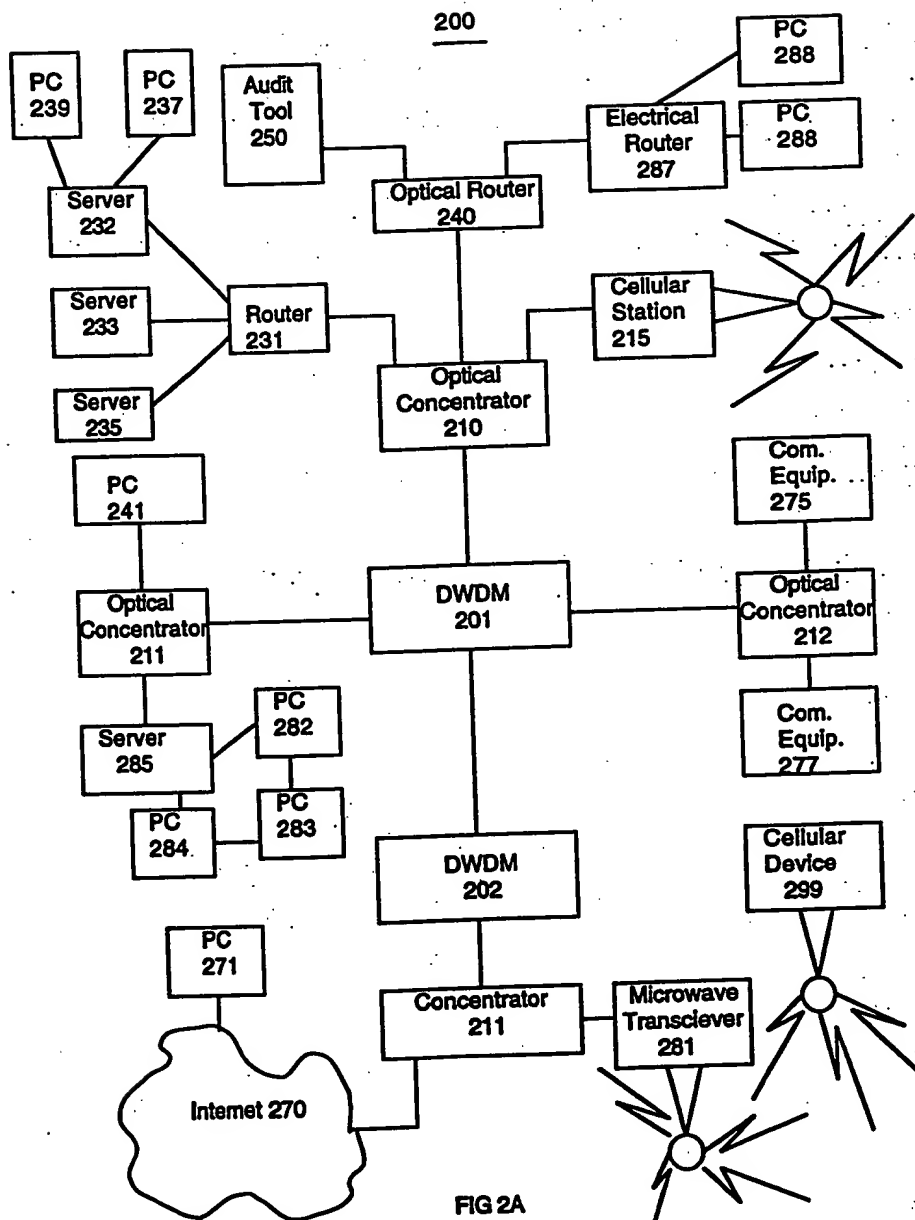 200
PC
239
PC
237
Audit
Tool
250
PC
288
Electrical
Router
287
PC
288
Optical Router
240
Server
232
Server
233
Router
231
Cellular
Station
215
Server
235
Optical
Concentrator
210
PC
241
Com.
Equip.
275
DWDM
201
Optical
Concentrator
211
Optical
Concentrator
212
PC
282
Server
285
Com.
Equip.
277
PC
283
PC
284
DWDM
202
Cellular
Device
299
PC
271
Concentrator
211
Microwave
Transciever
281
Internet 270
FIG 2A